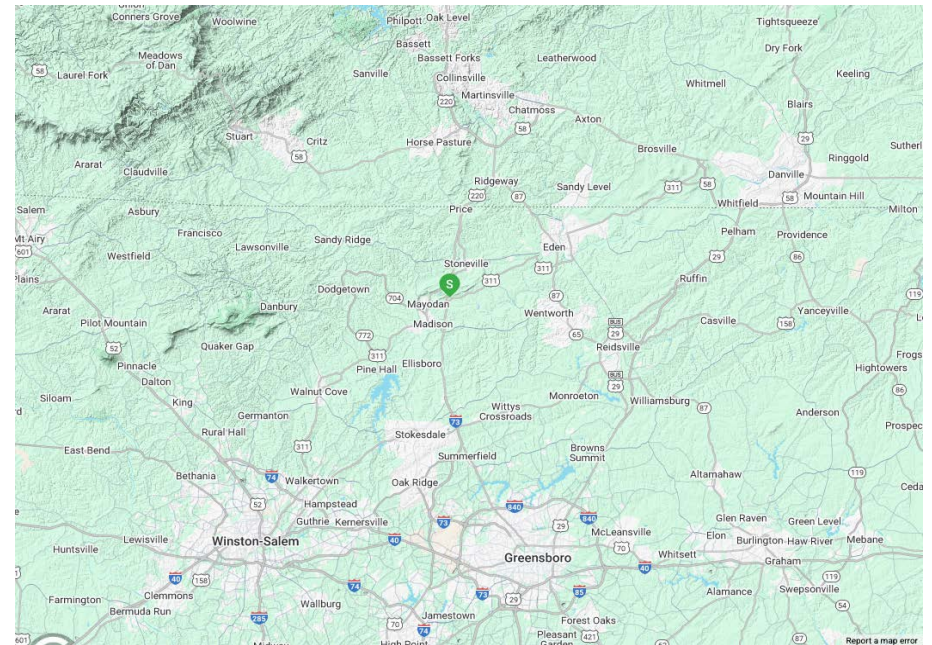 Conners Grove
Woolwine
Philpott
Oak Level
Tightsqueeze
Bassett
Dry Fork
Meadows
of Dan
Bassett Forks
Leatherwood
58
Laurel Fork
Sanville
Collinsville
Keeling
Whitmell
Martinsville
220
Chatmoss
Blairs
Axton
58
Stuart
Critz
Horse Pasture
29
58
Brosville
Ringgold
Ararat
Claudville
Danville
Ridgeway
Sandy Level
311
58
220
87
58
Mountain Hill
Whitfield
Salem
Asbury
Price
Milton
Francisco
Pelham
Providence
Mt Airy
Sandy Ridge
Lawsonville
Eden
601
Westfield
29
86
Stoneville
311
Plains
S
311
Ruffin
Dodgetown
704
Mayodan
87
119
Danbury
Wentworth
Ararat
Yanceyville
Pilot Mountain
Madison
BUS
29
Casville
158
772
65
52
Quaker Gap
311
Reidsville
Pinnacle
Pine Hall
Ellisboro
BUS
29
Hightowers
Dalton
86
Walnut Cove
Monroeton
Williamsburg
Siloam
King
Wittys
Crossroads
87
Germanton
Anderson
73
Rural Hall
Stokesdale
311
East-Bend
Browns
Summit
Summerfield
119
Bethania
74
Walkertown
Altamahaw
Oak Ridge
52
Hampstead
840
Glen Raven
Green Level
Guthrie
Kernersville
73
29
840
McLeansville
Elon
Lewisville
Winston-Salem
40
70
Burlington
Haw River
Mebane
Huntsville
Greensboro
Whitsett
Graham
40
40
158
74
119
Clemmons
73
85
Alamance
Swepsonville
Farmington
Wallburg
29
54
Bermuda Run
285
Jamestown
Forest Oaks
70
74
Pleasant
Garden
421
87
601
High Point
Report a map error